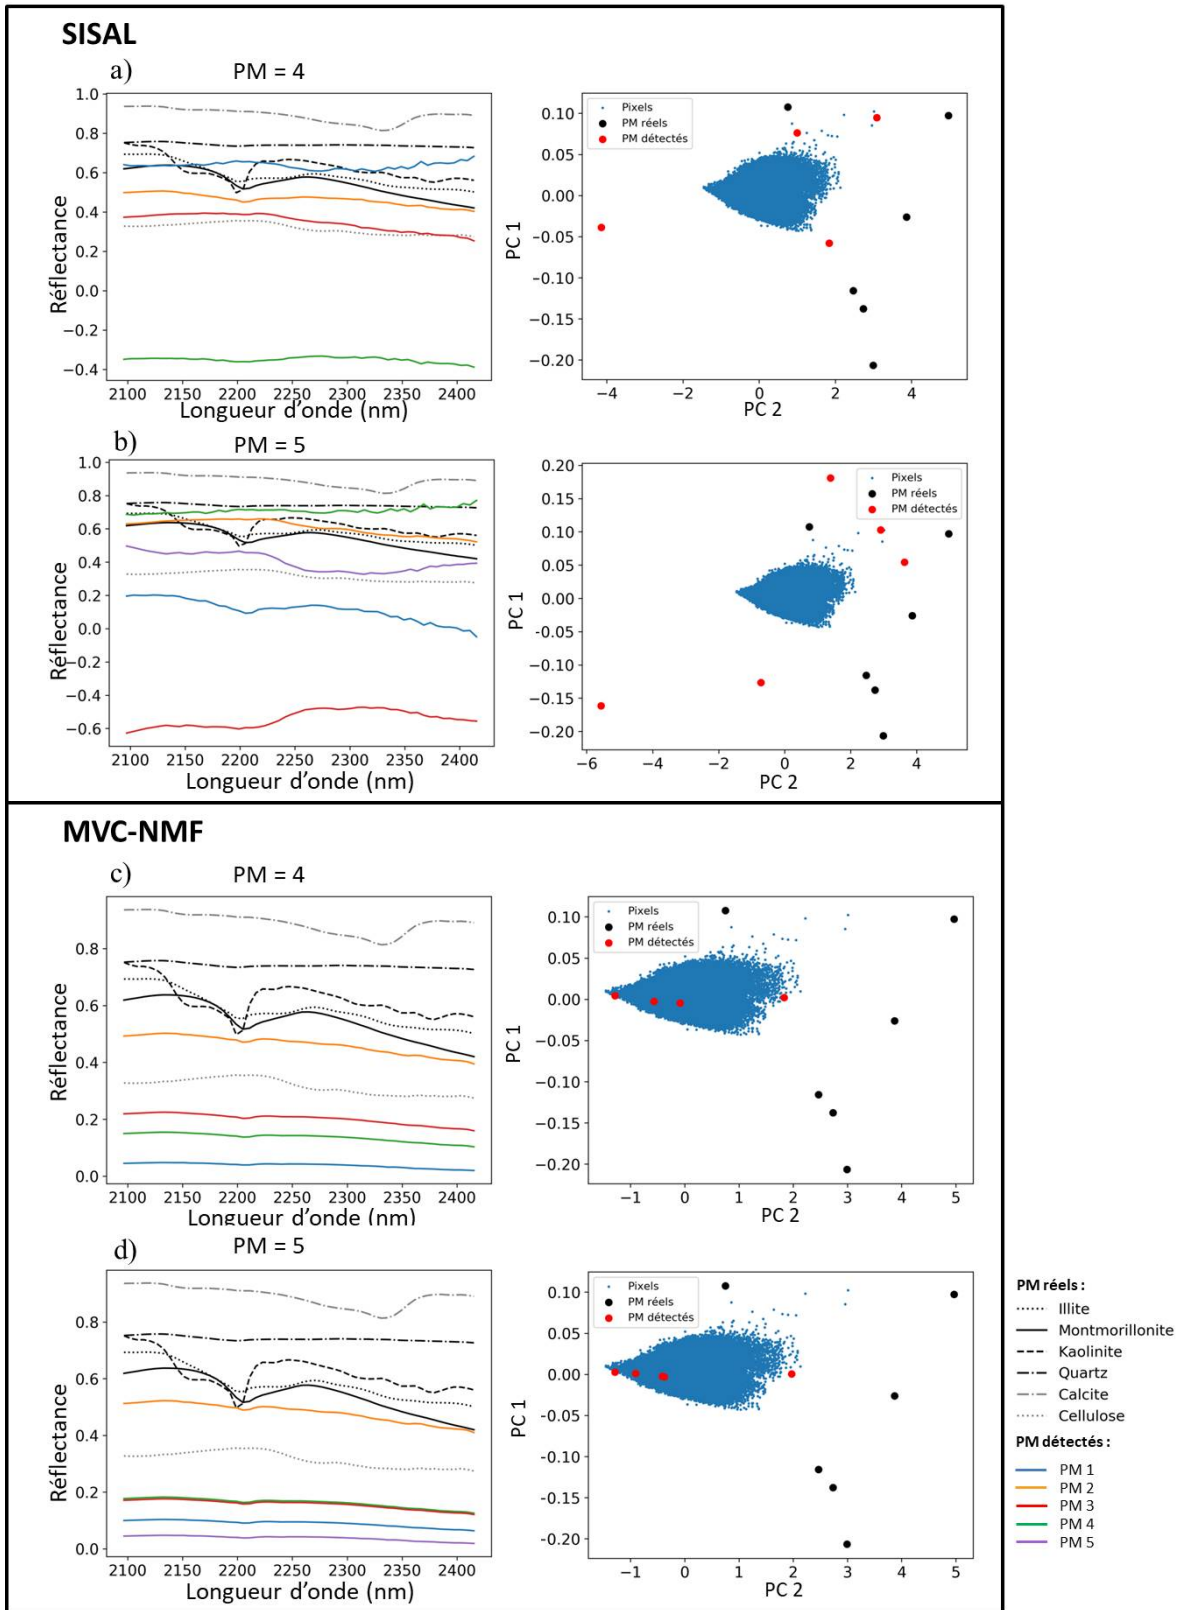 SISAL
a)
PM = 4
1.0
0.8
0.6
0.4
0.2
0.0
−0.2
−0.4
Réflectance
2100 2150 2200 2250 2300 2350 2400
Longueur d’onde (nm)
Pixels
PM réels
PM détectés
0.10
0.05
0.00
−0.05
−0.10
−0.15
−0.20
PC 1
−4 −2 0 2 4
PC 2
b)
PM = 5
1.0
0.8
0.6
0.4
0.2
0.0
−0.2
−0.4
−0.6
Réflectance
2100 2150 2200 2250 2300 2350 2400
Longueur d’onde (nm)
Pixels
PM réels
PM détectés
0.20
0.15
0.10
0.05
0.00
−0.05
−0.10
−0.15
−0.20
PC 1
−6 −4 −2 0 2 4
PC 2
MVC-NMF
c)
PM = 4
0.8
0.6
0.4
0.2
0.0
Réflectance
2100 2150 2200 2250 2300 2350 2400
Longueur d’onde (nm)
Pixels
PM réels
PM détectés
0.10
0.05
0.00
−0.05
−0.10
−0.15
−0.20
PC 1
−1 0 1 2 3 4 5
PC 2
d)
PM = 5
0.8
0.6
0.4
0.2
0.0
Réflectance
2100 2150 2200 2250 2300 2350 2400
Longueur d’onde (nm)
Pixels
PM réels
PM détectés
0.10
0.05
0.00
-0.05
-0.10
-0.15
−0.20
PC 1
−1 0 1 2 3 4 5
PC 2
PM réels :
Illite
Montmorillonite
Kaolinite
Quartz
Calcite
Cellulose
PM détectés :
PM 1
PM 2
PM 3
PM 4
PM 5